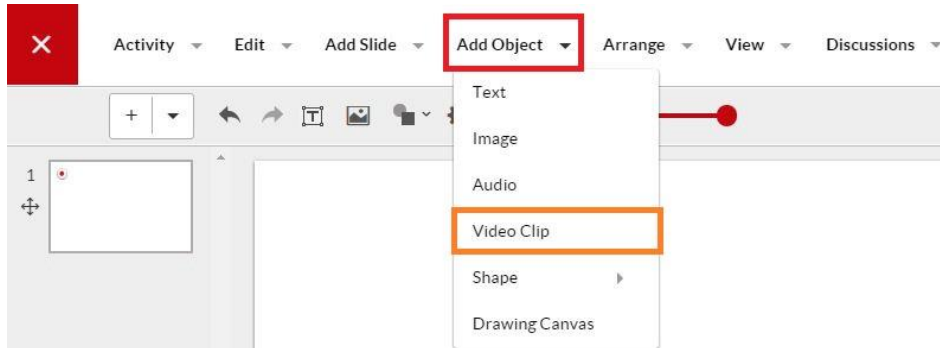 Activity Edit Add Slide Add Object Arrange View Discussions
Text
Image
1
Audio
Video Clip
Shape
Drawing Canvas